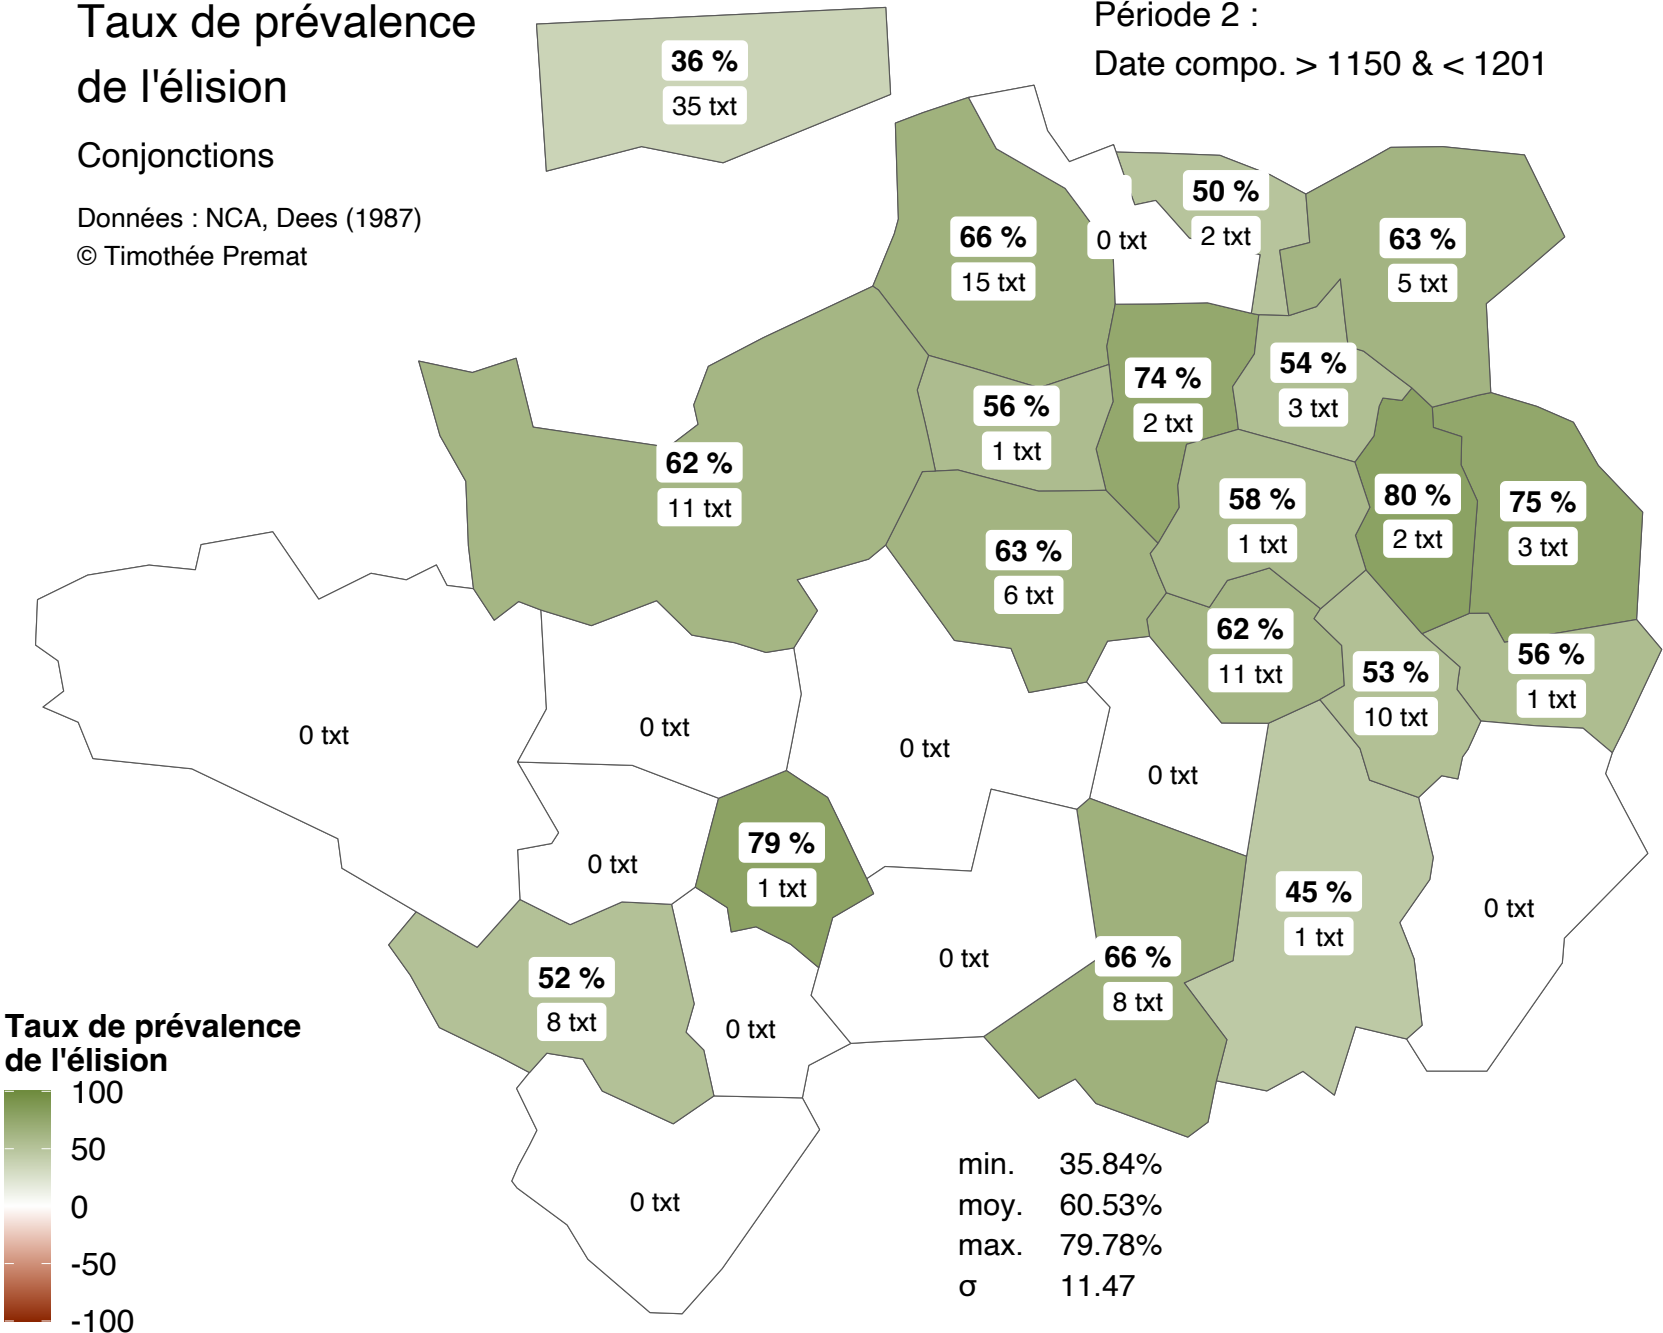 Taux de prévalence
de l'élision
Conjonctions
Données : NCA, Dees (1987)
© Timothée Premat
Période 2 :
Date compo. > 1150 & < 1201
36 %
35 txt
50 %
2 txt
66 %
15 txt
0 txt
63 %
5 txt
54 %
3 txt
74 %
2 txt
56 %
1 txt
62 %
11 txt
58 %
1 txt
80 %
2 txt
75 %
3 txt
63 %
6 txt
62 %
11 txt
53 %
10 txt
56 %
1 txt
0 txt
0 txt
0 txt
0 txt
0 txt
79 %
1 txt
45 %
1 txt
0 txt
52 %
8 txt
0 txt
66 %
8 txt
0 txt
0 txt
Taux de prévalence
de l'élision
100
50
0
-50
-100
min. 35.84%
moy. 60.53%
max. 79.78%
σ 11.47